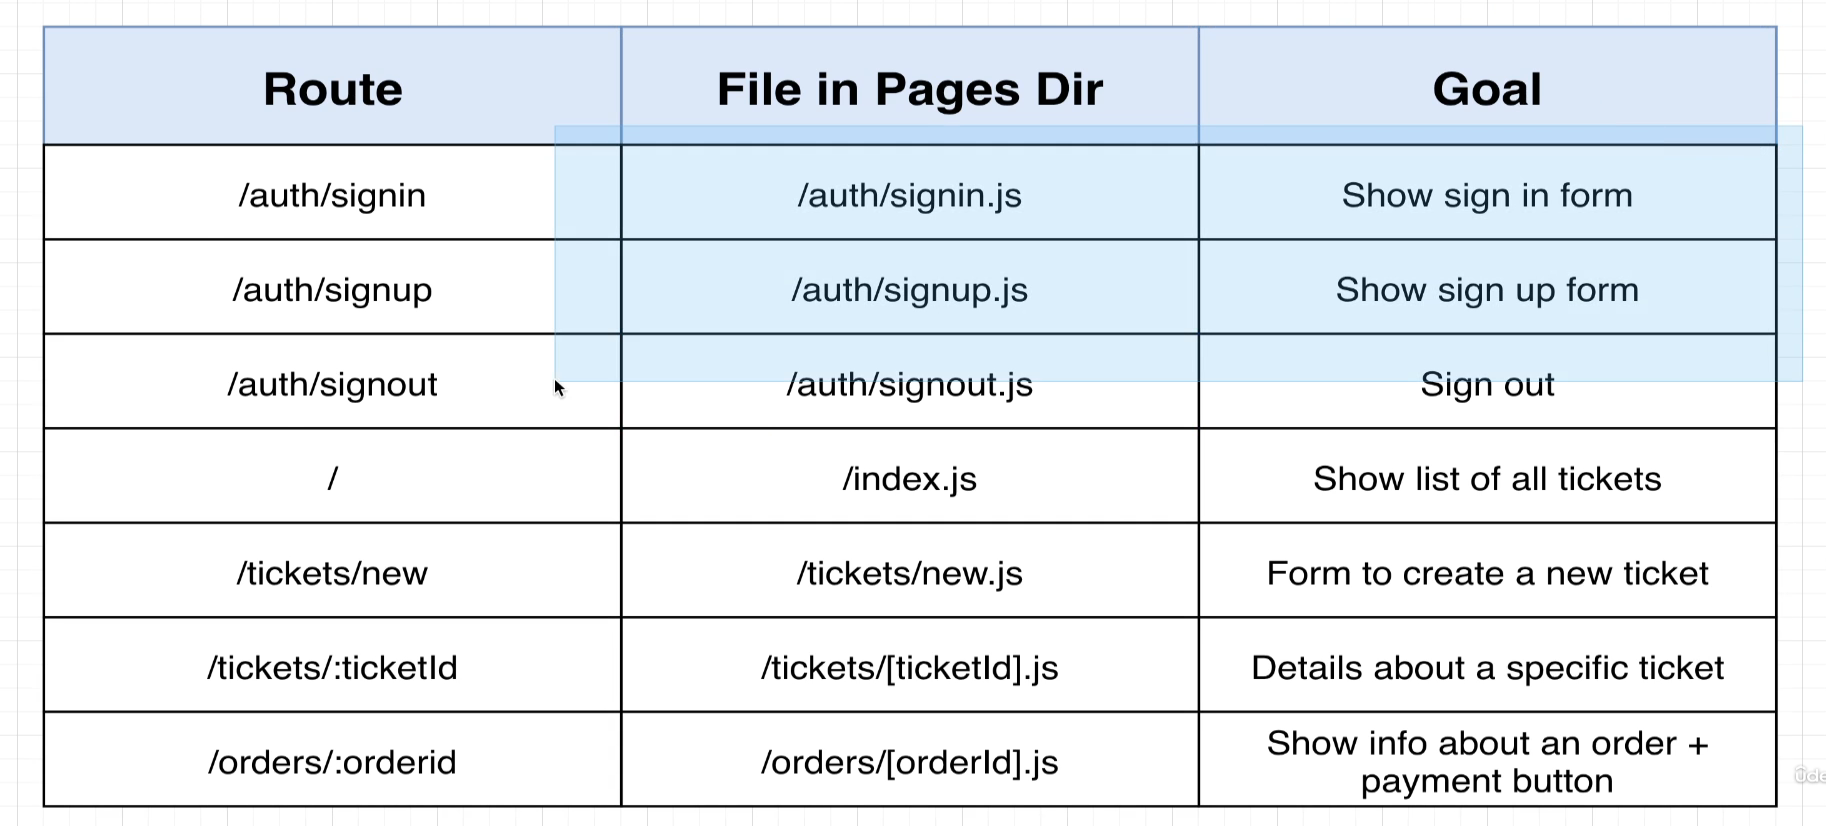 Route File in Pages Dir Goal
/auth/signin /auth/signin.js Show sign in form
/auth/signup /auth/signup.js Show sign up form
/auth/signout /auth/signout.js Sign out
/ /index.js Show list of all tickets
/tickets/new /tickets/new.js Form to create a new ticket
/tickets/:ticketId /tickets/[ticketId].js Details about a specific ticket
/orders/:orderid /orders/[orderId].js Show info about an order +
payment button